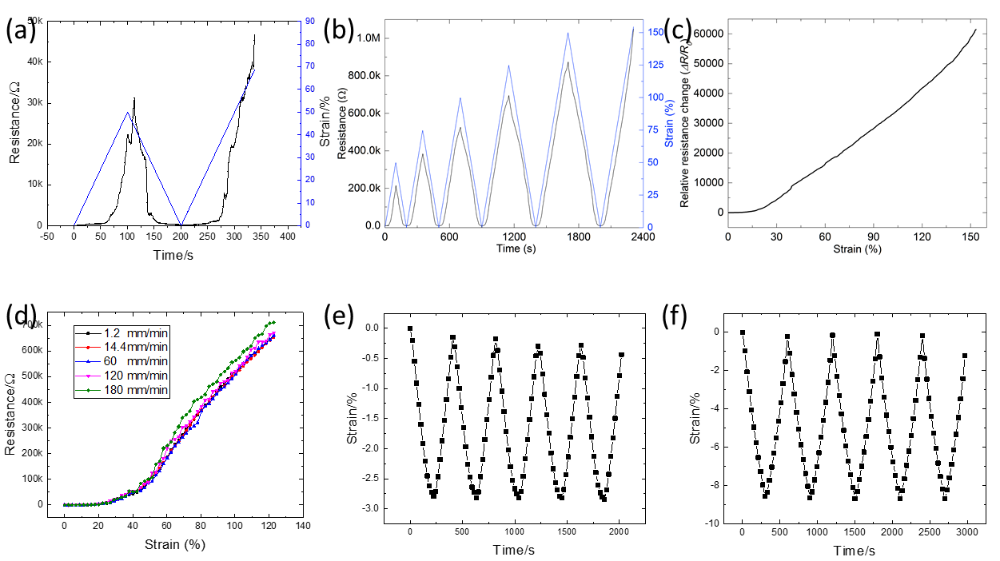 (a)
50k
40k
30k
20k
10k
0
90
80
70
60
50
40
30
20
10
0
-50 0 50 100 150 200 250 300 350 400
Resistance/Ω
Strain/%
Time/s
(b)
1.0M
800.0k
600.0k
400.0k
200.0k
0.0
150
125
100
75
50
25
0
0 600 1200 1800 2400
Resistance (Ω)
Strain (%)
Time (s)
(c)
60000
50000
40000
30000
20000
10000
0
0 30 60 90 120 150
Relative resistance change (ΔR/R0)
Strain (%)
(d)
700k
600k
500k
400k
300k
200k
100k
0
1.2 mm/min
14.4mm/min
60 mm/min
120 mm/min
180 mm/min
0 20 40 60 80 100 120 140
Resistance/Ω
Strain (%)
(e)
0.0
-0.5
-1.0
-1.5
-2.0
-2.5
-3.0
0 500 1000 1500 2000
Strain/%
Time/s
(f)
0
-2
-4
-6
-8
-10
0 500 1000 1500 2000 2500 3000
Strain/%
Time/s